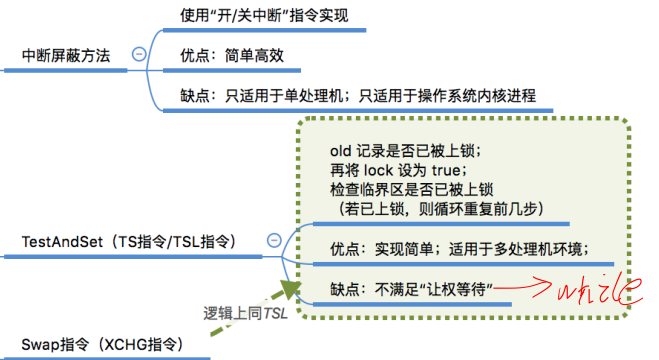 使用“开/关中断”指令实现
中断屏蔽方法
优点：简单高效
缺点：只适用于单处理机；只适用于操作系统内核进程
old 记录是否已被上锁；
再将 lock 设为 true；
检查临界区是否已被上锁
（若已上锁，则循环重复前几步）
TestAndSet（TS指令/TSL指令）
优点：实现简单；适用于多处理机环境；
缺点：不满足“让权等待” while
逻辑上同TSL
Swap指令（XCHG指令）